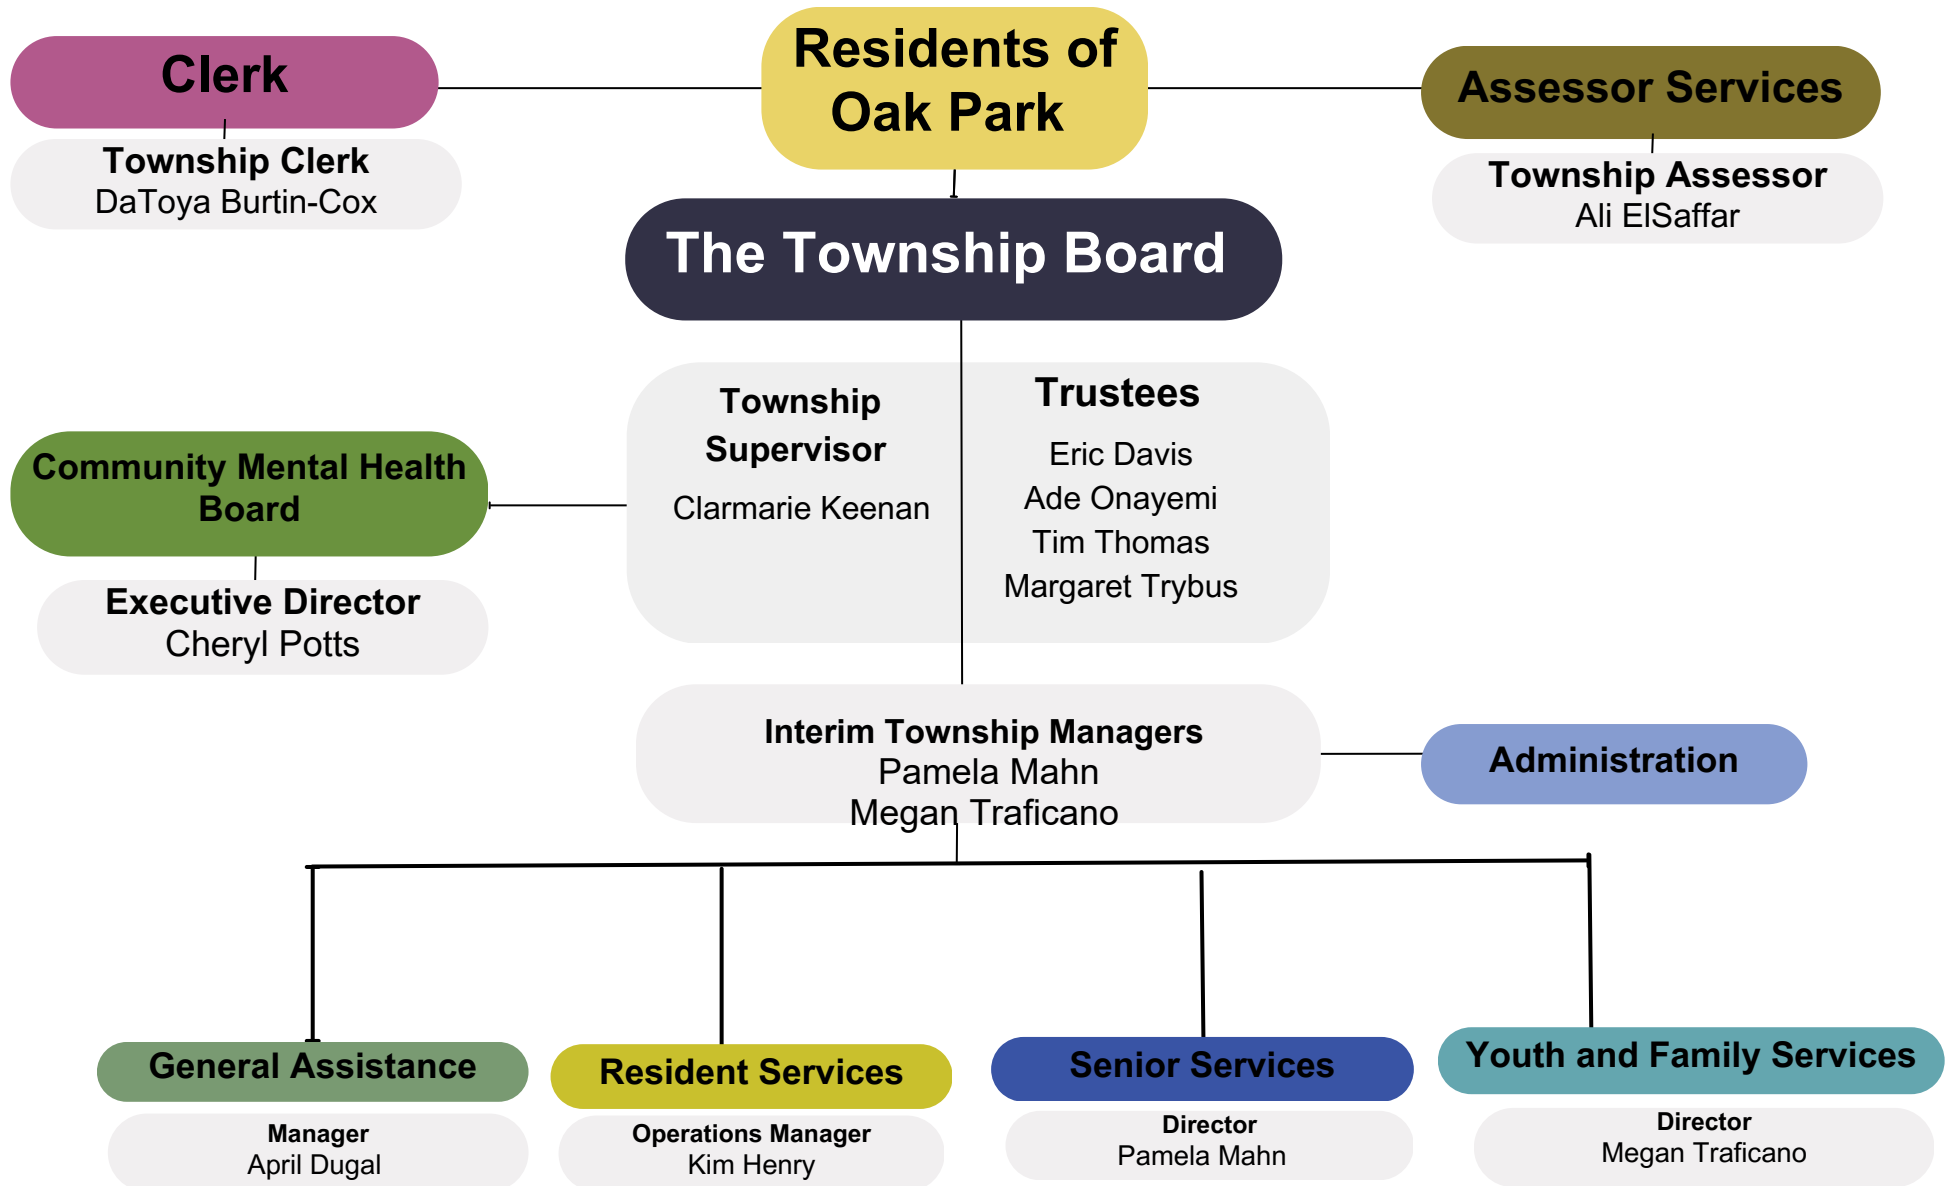 Clerk
Township Clerk
DaToya Burtin-Cox
Residents of
Oak Park
Assessor Services
Township Assessor
Ali ElSaffar
The Township Board
Township
Supervisor
Clarmarie Keenan
Trustees
Eric Davis
Ade Onayemi
Tim Thomas
Margaret Trybus
Community Mental Health
Board
Executive Director
Cheryl Potts
Interim Township Managers
Pamela Mahn
Megan Traficano
Administration
General Assistance
Manager
April Dugal
Resident Services
Operations Manager
Kim Henry
Senior Services
Director
Pamela Mahn
Youth and Family Services
Director
Megan Traficano